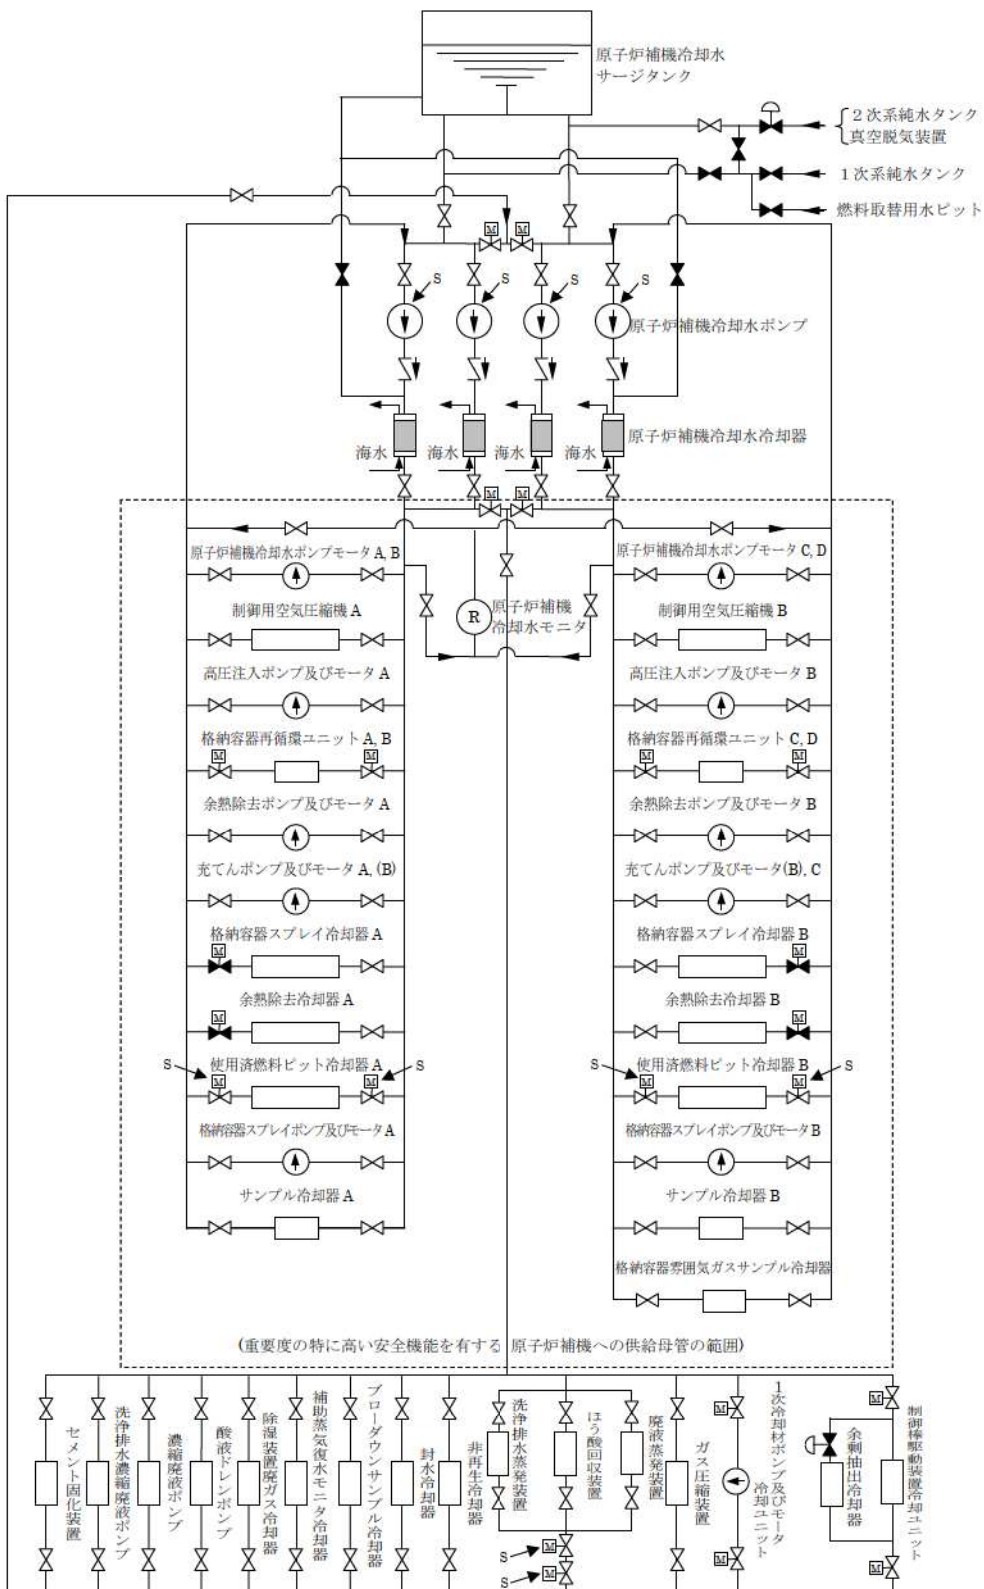 原子炉補機冷却水
サージタンク
2次系純水タンク
真空脱気装置
1次系純水タンク
燃料取替用水ピット
M
M
S
S
S
S
原子炉補機冷却水ポンプ
原子炉補機冷却水冷却器
海水
海水
海水
海水
M
M
原子炉補機冷却水ポンプモータ A, B
原子炉補機冷却水ポンプモータ C, D
制御用空気圧縮機 A
R
原子炉補機
冷却水モニタ
制御用空気圧縮機 B
高圧注入ポンプ及びモータ A
高圧注入ポンプ及びモータ B
格納容器再循環ユニット A, B
格納容器再循環ユニット C, D
M
M
M
M
余熱除去ポンプ及びモータ A
余熱除去ポンプ及びモータ B
充てんポンプ及びモータ A, (B)
充てんポンプ及びモータ(B), C
格納容器スプレイ冷却器 A
格納容器スプレイ冷却器 B
M
M
余熱除去冷却器 A
余熱除去冷却器 B
M
M
S
使用済燃料ピット冷却器 A
S
S
使用済燃料ピット冷却器 B
S
M
M
M
M
格納容器スプレイポンプ及びモータA
格納容器スプレイポンプ及びモータB
サンプル冷却器 A
サンプル冷却器 B
格納容器雰囲気ガスサンプル冷却器
(重要度の特に高い安全機能を有する 原子炉補機への供給母管の範囲)
セメント固化装置
洗浄排水濃縮廃液ポンプ
濃縮廃液ポンプ
酸液ドレンポンプ
除湿装置廃ガス冷却器
補助蒸気復水モニタ冷却器
ブローダウンサンプル冷却器
封水冷却器
非再生冷却器
洗浄排水蒸発装置
ほう酸回収装置
M
M
S
S
廃液蒸発装置
ガス圧縮装置
M
M
1次冷却材ポンプ及びモータ
冷却ユニット
余剰抽出冷却器
M
M
制御棒駆動装置冷却ユニット